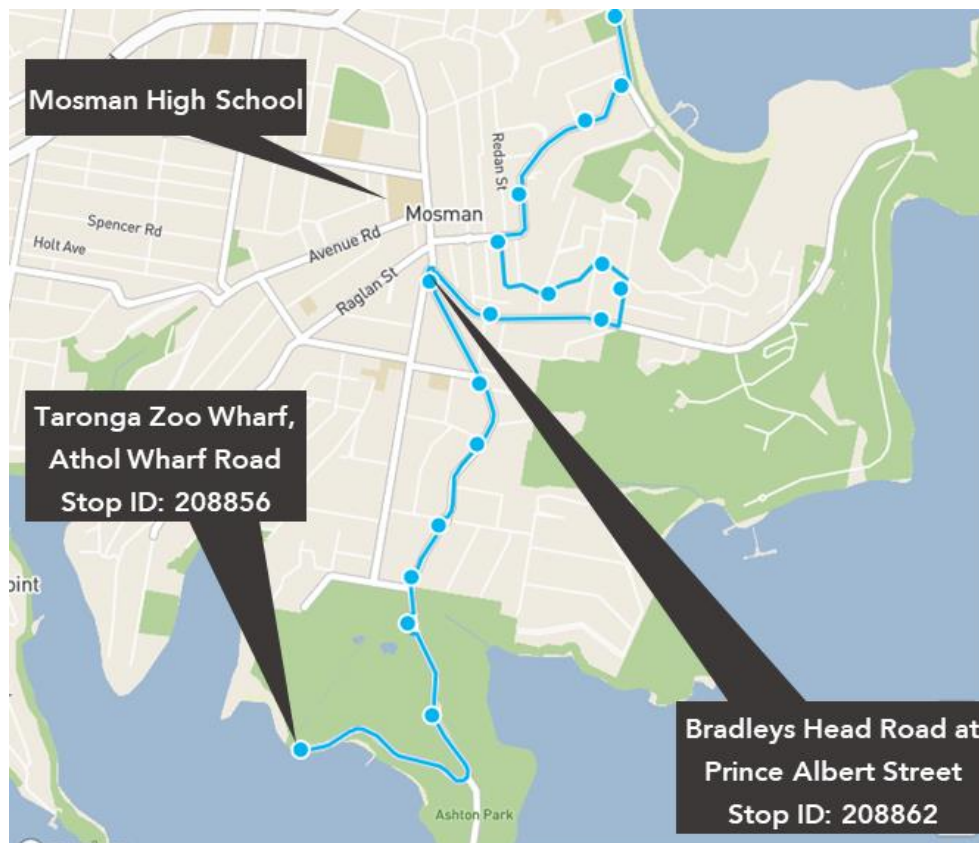 Mosman High School
Redan St
Mosman
Spencer Rd
Avenue Rd
Holt Ave
Raglan St
Taronga Zoo Wharf,
Athol Wharf Road
Stop ID: 208856
oint
Bradleys Head Road at
Prince Albert Street
Stop ID: 208862
Ashton Park